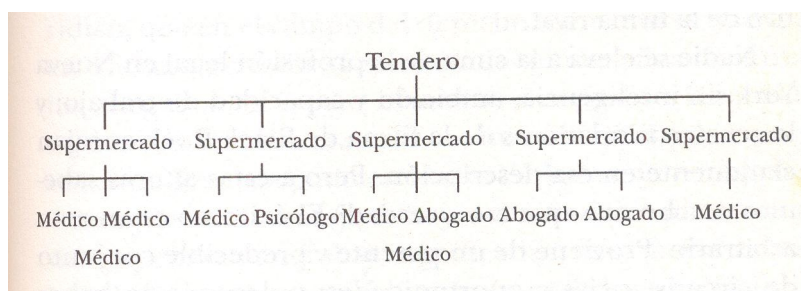 Tendero
Supermercado Supermercado Supermercado Supermercado Supermercado
Médico Médico Médico Psicólogo Médico Abogado Abogado Abogado Médico
Médico Médico